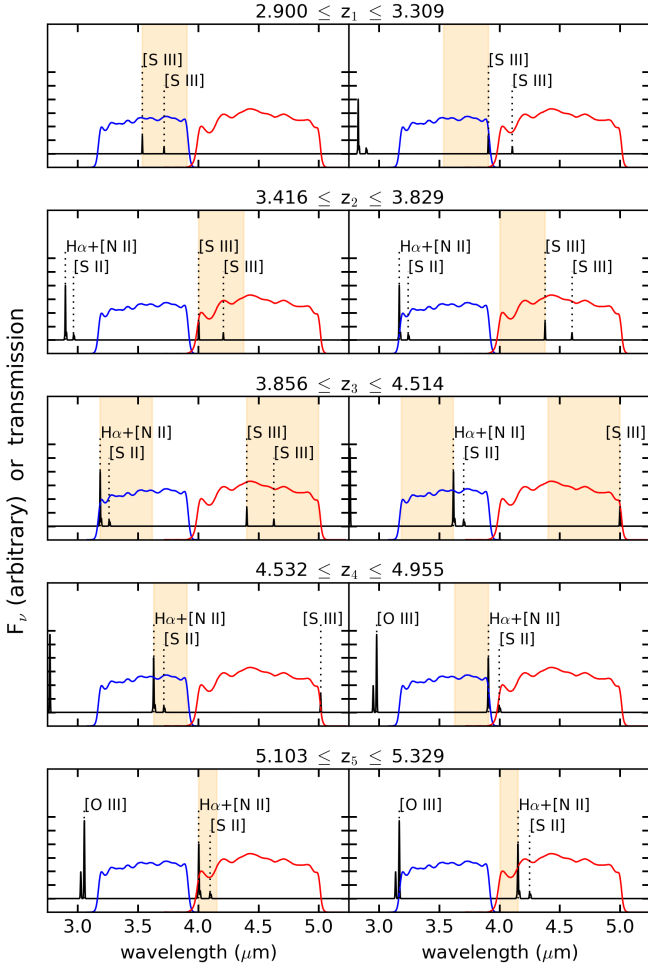 2.900 ≤ z₁ ≤ 3.309
[S III]
[S III]
[S III]
[S III]
3.416 ≤ z₂ ≤ 3.829
Hα+[N II]
[S II]
[S III]
[S III]
Hα+[N II]
[S II]
[S III]
[S III]
3.856 ≤ z₃ ≤ 4.514
Hα+[N II]
[S II]
[S III]
[S III]
Hα+[N II]
[S II]
[S III]
4.532 ≤ z₄ ≤ 4.955
Hα+[N II]
[S II]
[S III]
[O III]
Hα+[N II]
[S II]
5.103 ≤ z₅ ≤ 5.329
[O III]
Hα+[N II]
[S II]
[O III]
Hα+[N II]
[S II]
3.0 3.5 4.0 4.5 5.0
3.0 3.5 4.0 4.5 5.0
wavelength (μm)
wavelength (μm)
Fν (arbitrary) or transmission